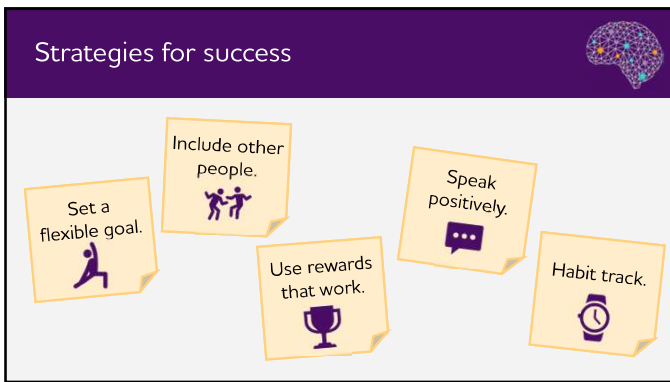 Strategies for success
Set a
flexible goal.
Include other
people.
Use rewards
that work.
Speak
positively.
Habit track.